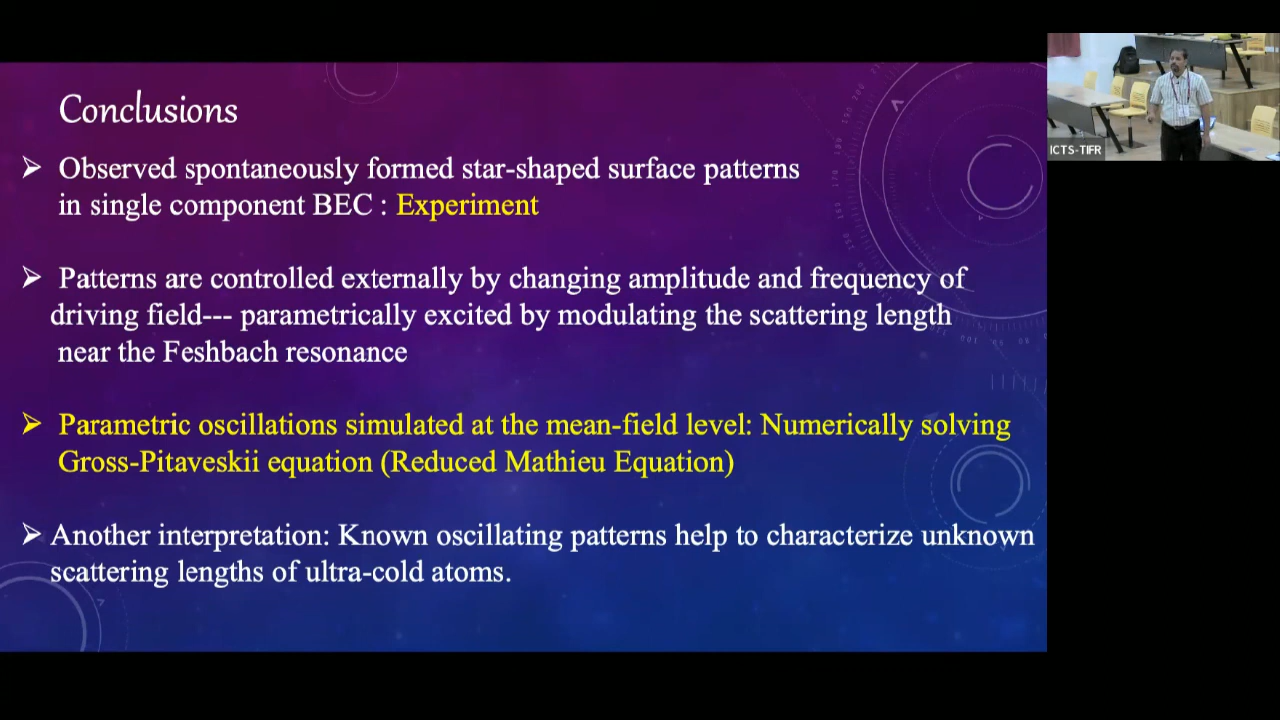 Conclusions
➢ Observed spontaneously formed star-shaped surface patterns
in single component BEC : Experiment
➢ Patterns are controlled externally by changing amplitude and frequency of
driving field--- parametrically excited by modulating the scattering length
near the Feshbach resonance
➢ Parametric oscillations simulated at the mean-field level: Numerically solving
Gross-Pitaveskii equation (Reduced Mathieu Equation)
➢ Another interpretation: Known oscillating patterns help to characterize unknown
scattering lengths of ultra-cold atoms.
ICTS-TIFR